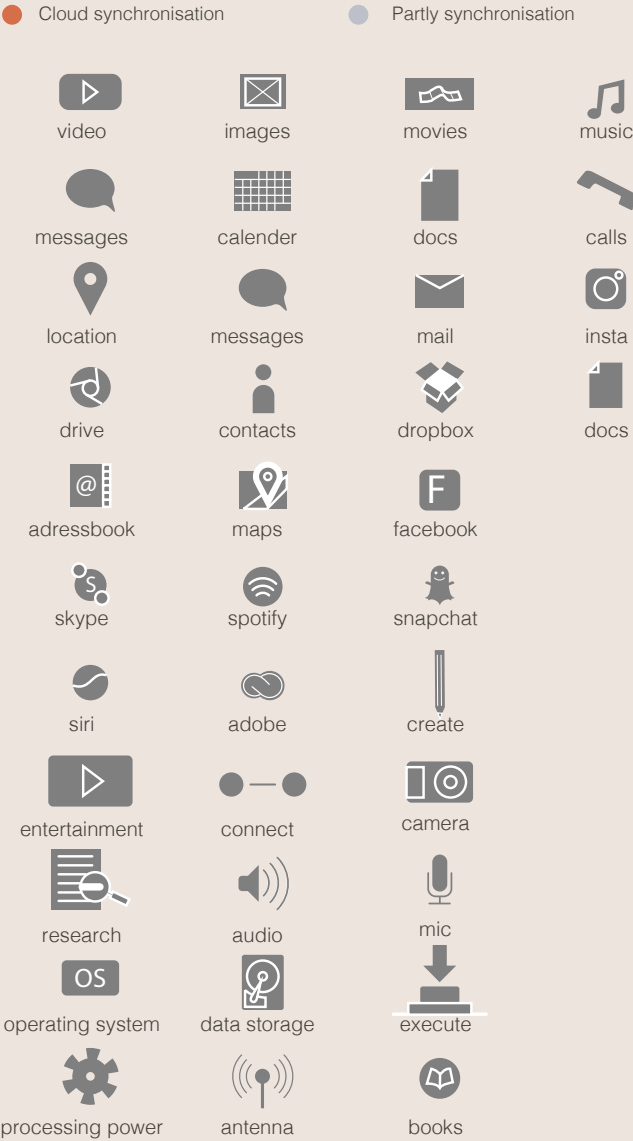 Cloud synchronisation Partly synchronisation
video images movies music
messages calender docs calls
location messages mail insta
drive contacts dropbox docs
@
adressbook maps F
facebook
S
skype spotify snapchat
siri adobe create
entertainment connect camera
research audio mic
OS
operating system data storage execute
processing power antenna books